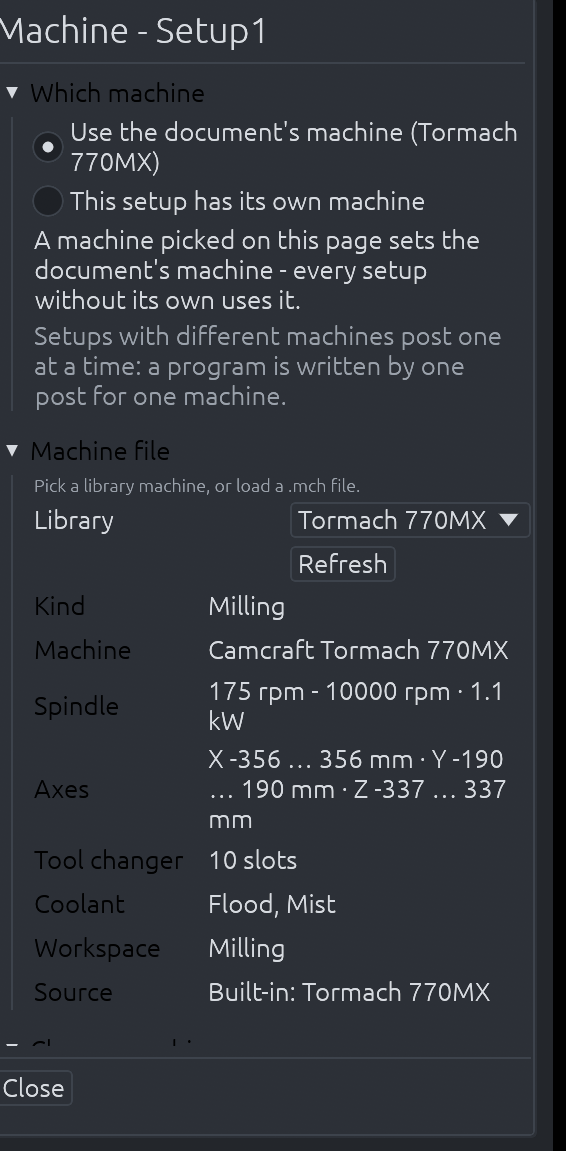 Machine - Setup1
Which machine
Use the document's machine (Tormach
770MX)
This setup has its own machine
A machine picked on this page sets the
document's machine - every setup
without its own uses it.
Setups with different machines post one
at a time: a program is written by one
post for one machine.
Machine file
Pick a library machine, or load a .mch file.
Library Tormach 770MX
Refresh
Kind Milling
Machine Camcraft Tormach 770MX
Spindle 175 rpm - 10000 rpm · 1.1
kW
Axes X -356 … 356 mm · Y -190
… 190 mm · Z -337 … 337
mm
Tool changer 10 slots
Coolant Flood, Mist
Workspace Milling
Source Built-in: Tormach 770MX
Close